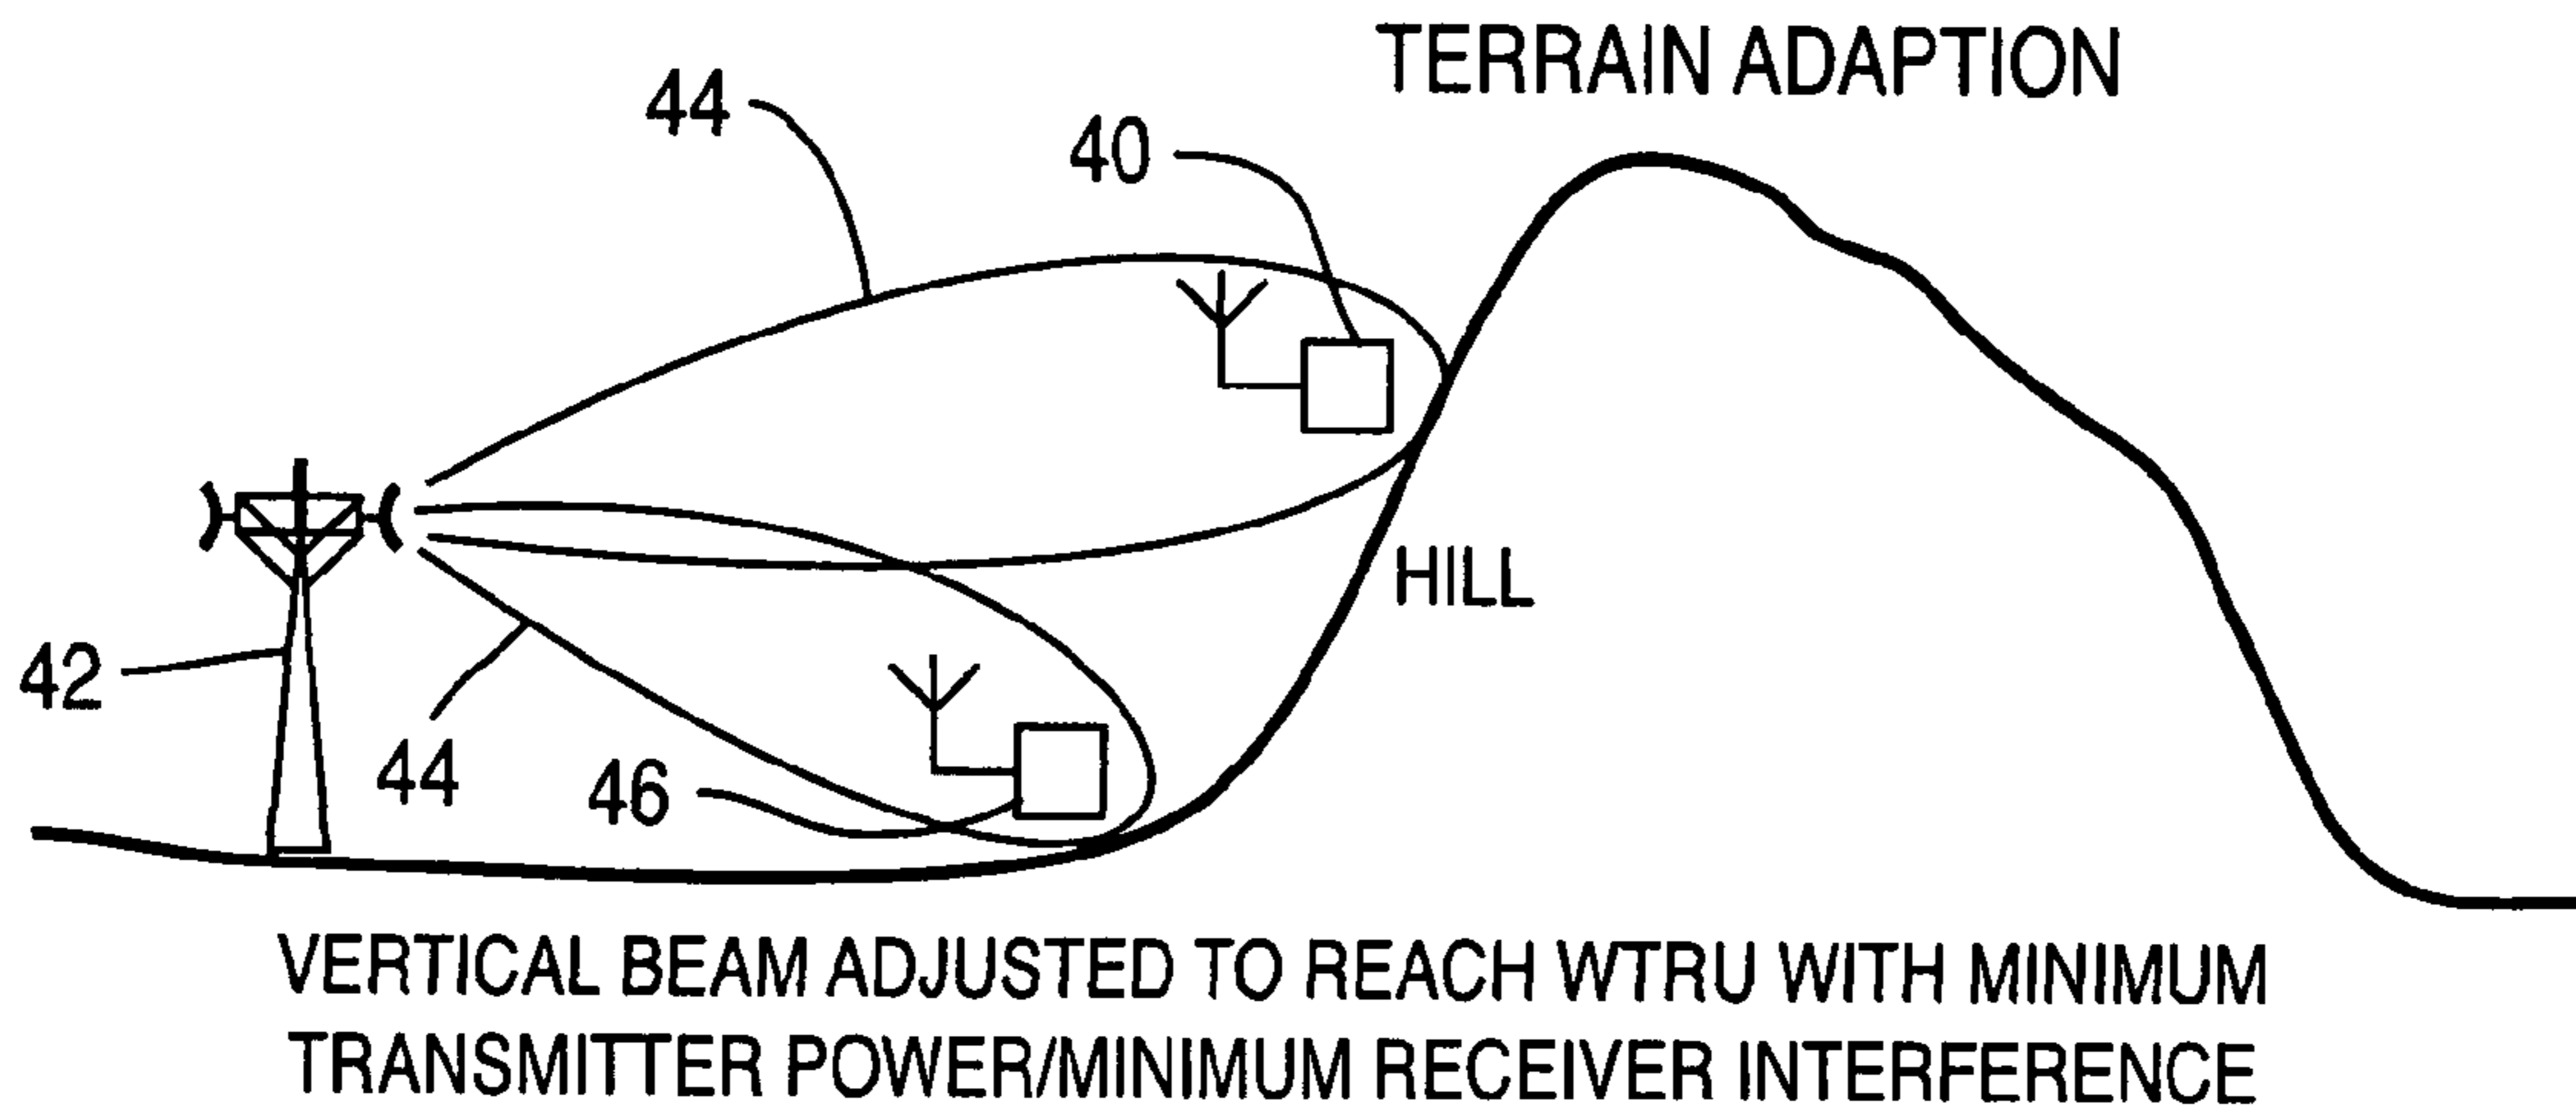 TERRAIN ADAPTION
44
40
HILL
42
44
46
VERTICAL BEAM ADJUSTED TO REACH WTRU WITH MINIMUM
TRANSMITTER POWER/MINIMUM RECEIVER INTERFERENCE